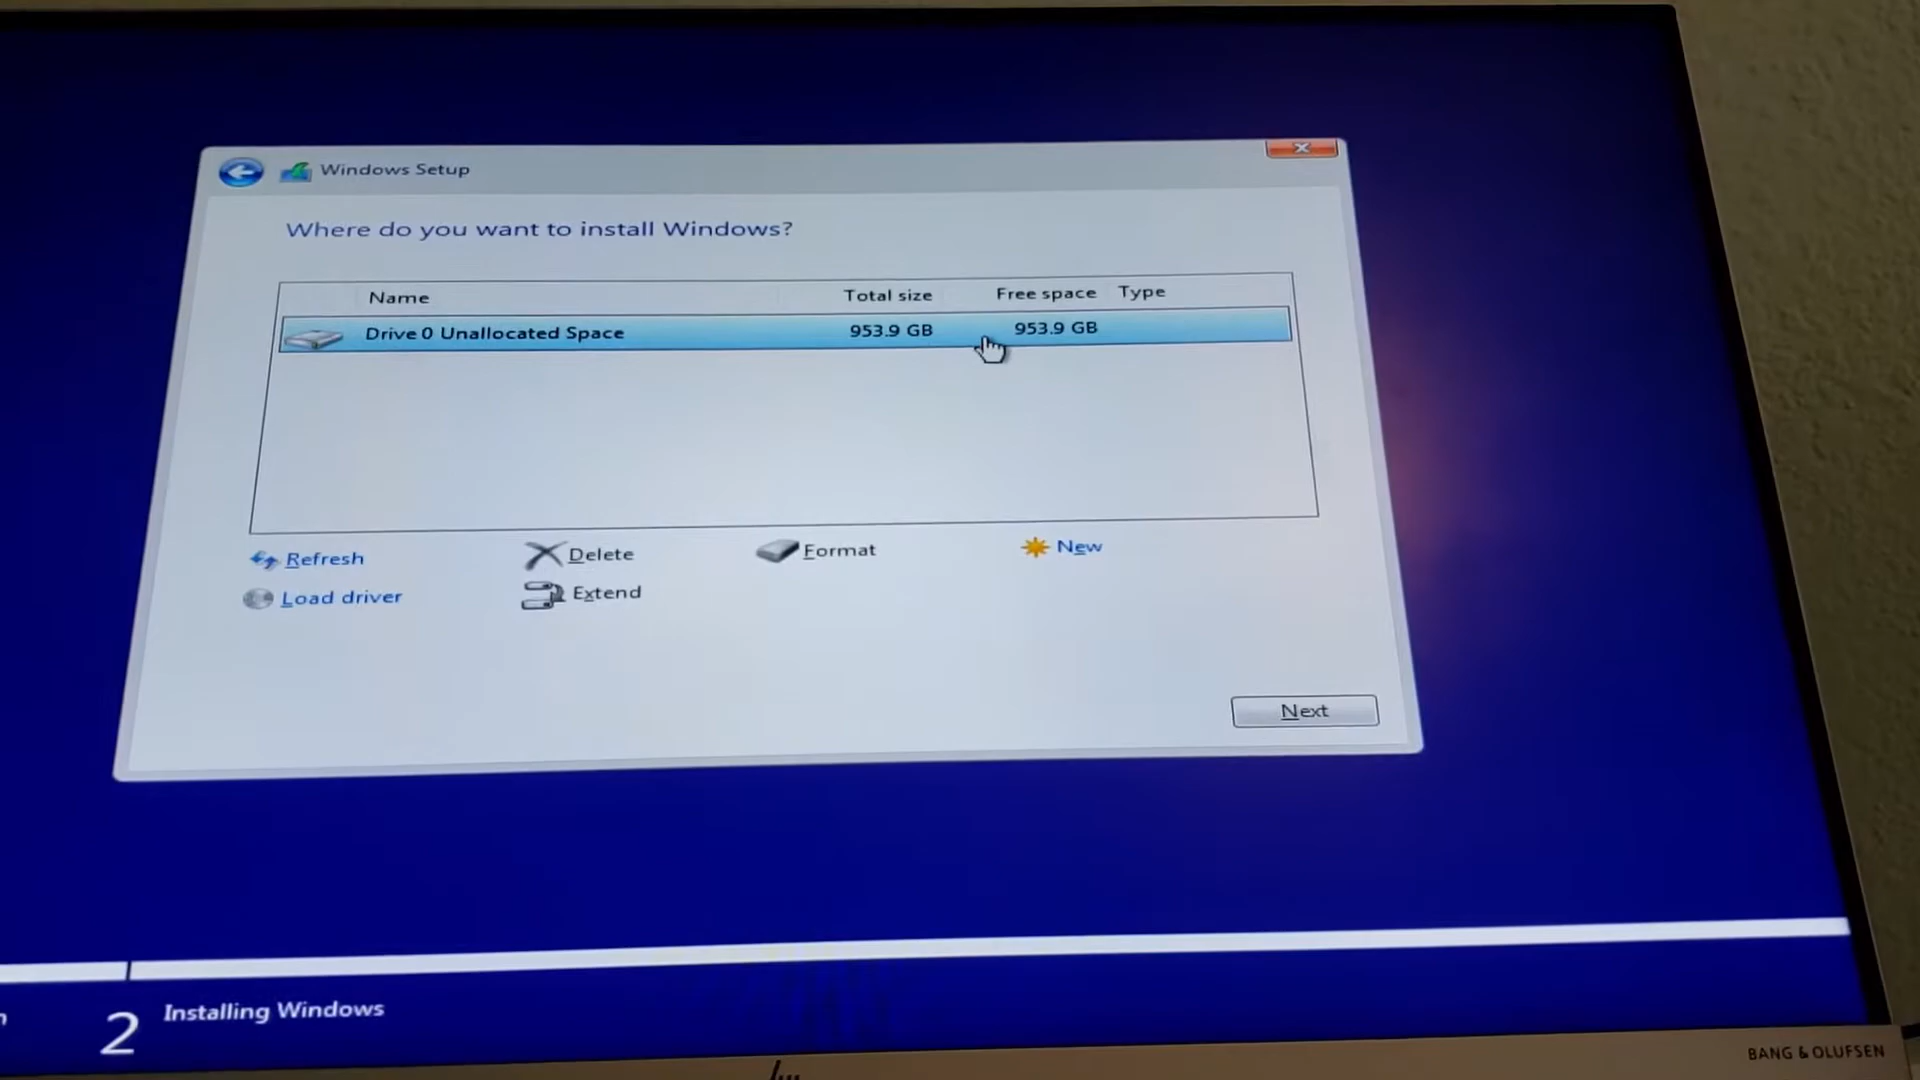 Windows Setup
Where do you want to install Windows?
Name Total size Free space Type
Drive 0 Unallocated Space 953.9 GB 953.9 GB
Refresh Delete Format New
Load driver Extend
Next
2 Installing Windows
BANG & OLUFSEN